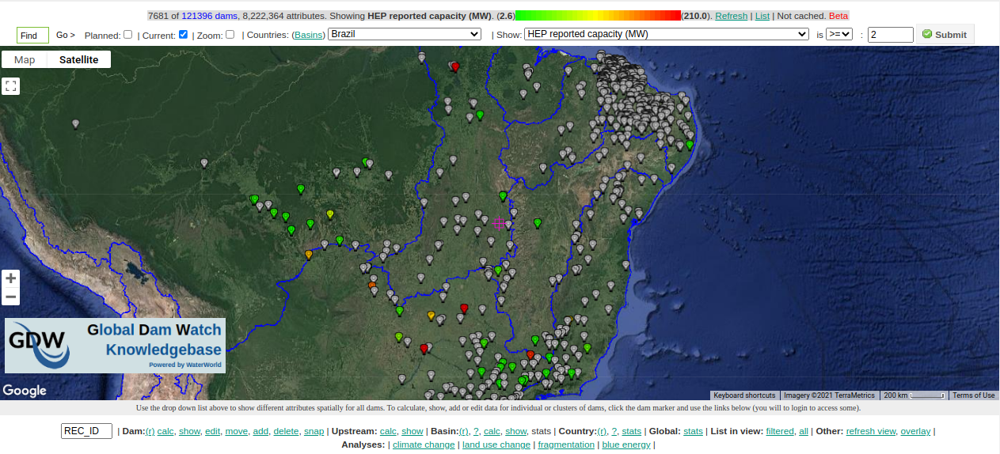 7681 of 121396 dams, 8,222,364 attributes. Showing HEP reported capacity (MW). (2.6) (210.0). Refresh | List | Not cached. Beta
Find Go > Planned: | Current: | Zoom: | Countries: (Basins) Brazil | Show: HEP reported capacity (MW) is >= : 2 Submit
Map Satellite
+
−
GDW Global Dam Watch
Knowledgebase
Powered by WaterWorld
Google Keyboard shortcuts | Imagery ©2021 TerraMetrics | 200 km | Terms of Use
Use the drop down list above to show different attributes spatially for all dams. To calculate, show, add or edit data for individual or clusters of dams, click the dam marker and use the links below (you will to login to access some).
REC_ID | Dam:(r) calc, show, edit, move, add, delete, snap | Upstream: calc, show | Basin:(r), ?, calc, show, stats | Country:(r), ?, stats | Global: stats | List in view: filtered, all | Other: refresh view, overlay |
Analyses: | climate change | land use change | fragmentation | blue energy |